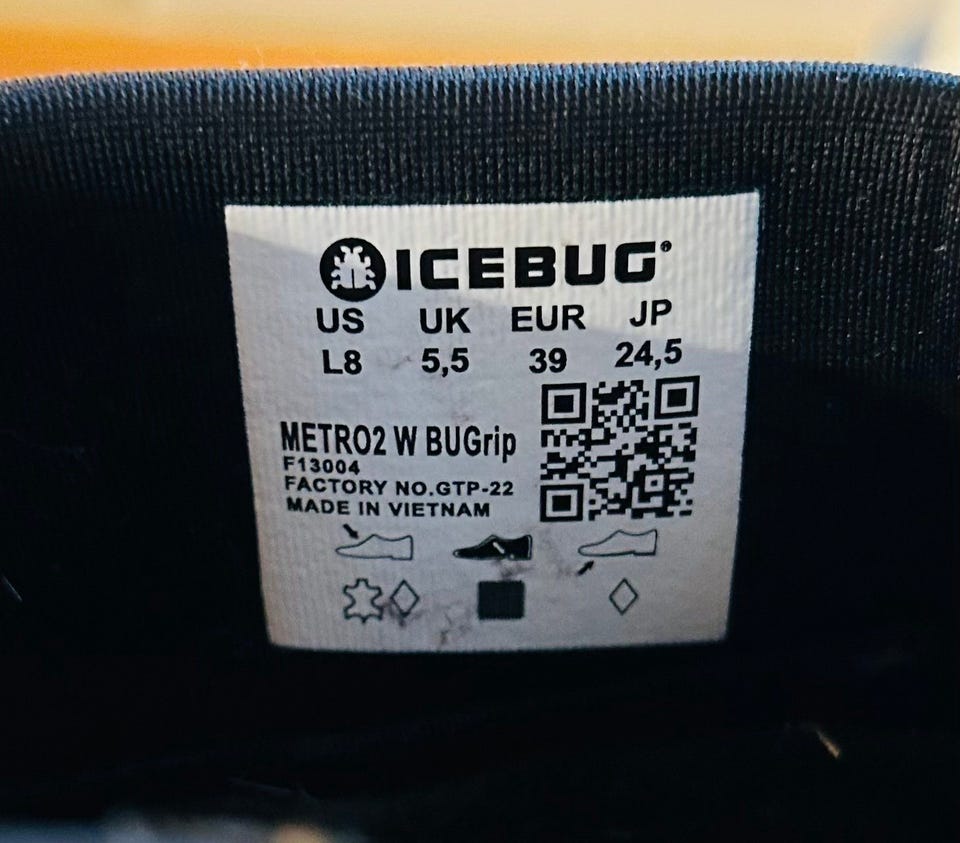 ICEBUG®
US UK EUR JP
L8 5,5 39 24,5
METRO2 W BUGrip
F13004
FACTORY NO.GTP-22
MADE IN VIETNAM